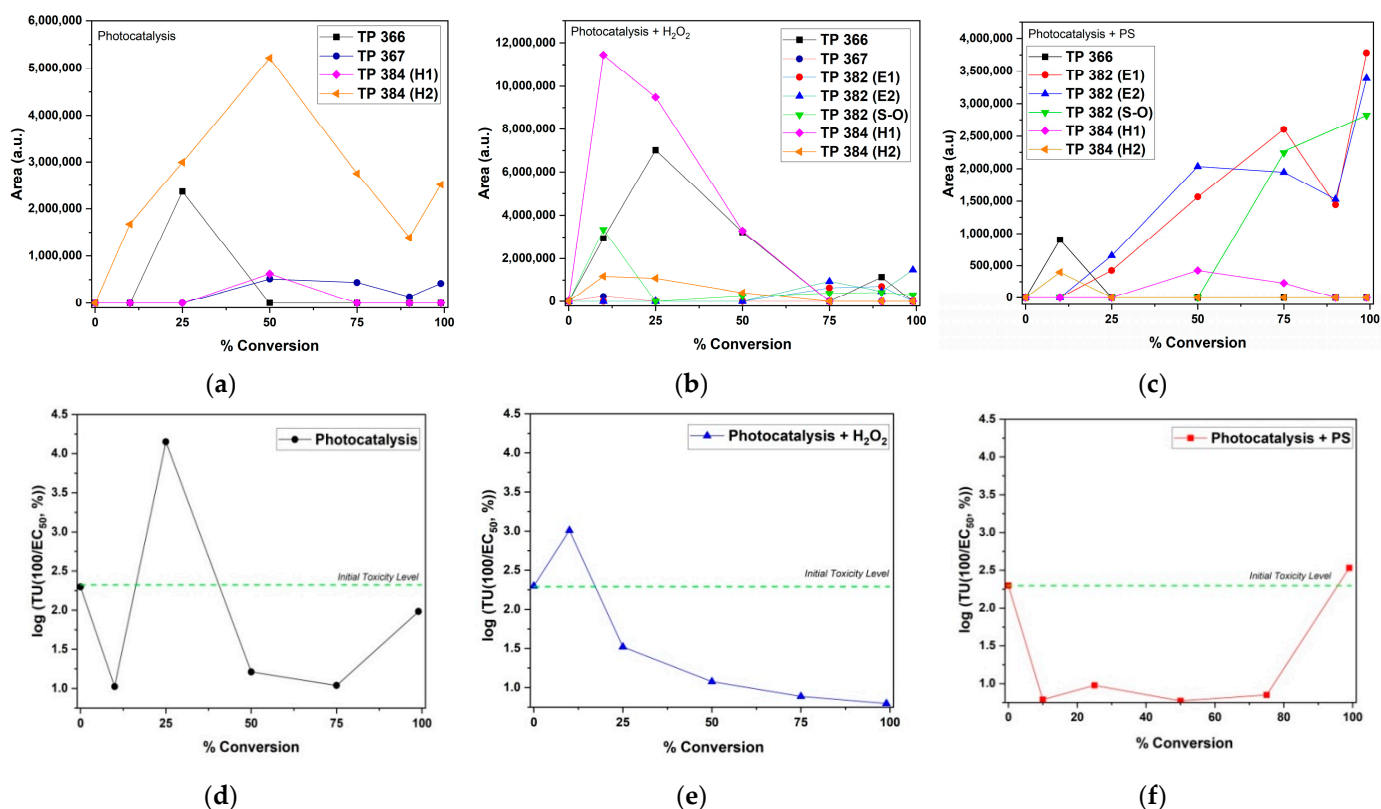 Photocatalysis
TP 366
TP 367
TP 384 (H1)
TP 384 (H2)
6,000,000
5,000,000
4,000,000
3,000,000
2,000,000
1,000,000
0
Area (a.u.)
0 25 50 75 100
% Conversion
(a)
Photocatalysis + H₂O₂
TP 366
TP 367
TP 382 (E1)
TP 382 (E2)
TP 382 (S-O)
TP 384 (H1)
TP 384 (H2)
12,000,000
10,000,000
8,000,000
6,000,000
4,000,000
2,000,000
0
Area (a.u.)
0 25 50 75 100
% Conversion
(b)
Photocatalysis + PS
TP 366
TP 382 (E1)
TP 382 (E2)
TP 382 (S-O)
TP 384 (H1)
TP 384 (H2)
4,000,000
3,500,000
3,000,000
2,500,000
2,000,000
1,500,000
1,000,000
500,000
0
Area (a.u)
0 25 50 75 100
% Conversion
(c)
Photocatalysis
4.5
4.0
3.5
3.0
2.5
2.0
1.5
1.0
log (TU(100/EC₅₀, %))
Initial Toxicity Level
0 25 50 75 100
% Conversion
(d)
Photocatalysis + H₂O₂
4.5
4.0
3.5
3.0
2.5
2.0
1.5
1.0
log (TU(100/EC₅₀, %))
Initial Toxicity Level
0 25 50 75 100
% Conversion
(e)
Photocatalysis + PS
4.5
4.0
3.5
3.0
2.5
2.0
1.5
1.0
log (TU(100/EC₅₀, %))
Initial Toxicity Level
0 20 40 60 80 100
% Conversion
(f)